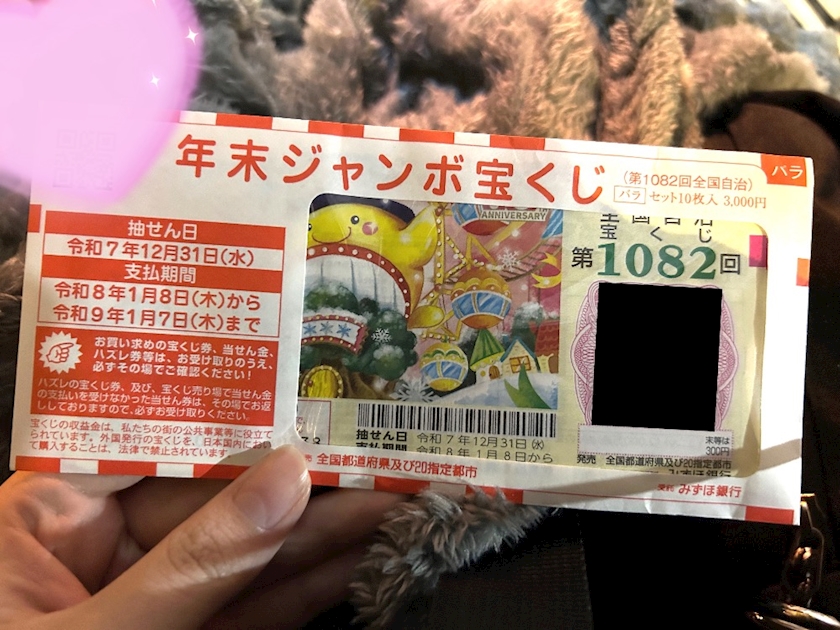 年末ジャンボ宝くじ
(第1082回全国自治)
バラ セット10枚入 3,000円
バラ
抽せん日
令和7年12月31日(水)
支払期間
令和8年1月8日(木)から
令和9年1月7日(木)まで
お買い求めの宝くじ券、当せん金、
ハズレ券等は、お受け取りのうえ、
必ずその場でご確認ください!
ハズレの宝くじ券、及び、宝くじ売り場で当せん金
の支払いを受けなかった当せん券は、その場でお返
ししておりますので、必ずお受け取りください。
宝くじの収益金は、私たちの街の公共事業等に役立て
られています。外国発行の宝くじを、日本国内にお
て購入することは、法律で禁止されています。
ANNIVERSARY
全国自治
宝くじ
第1082回
抽せん日 令和7年12月31日(水)
支払期間 令和8年1月8日から
末等は
300円
発売 全国都道府県及び20指定都市
みずほ銀行
全国都道府県及び20指定都市
受託 みずほ銀行